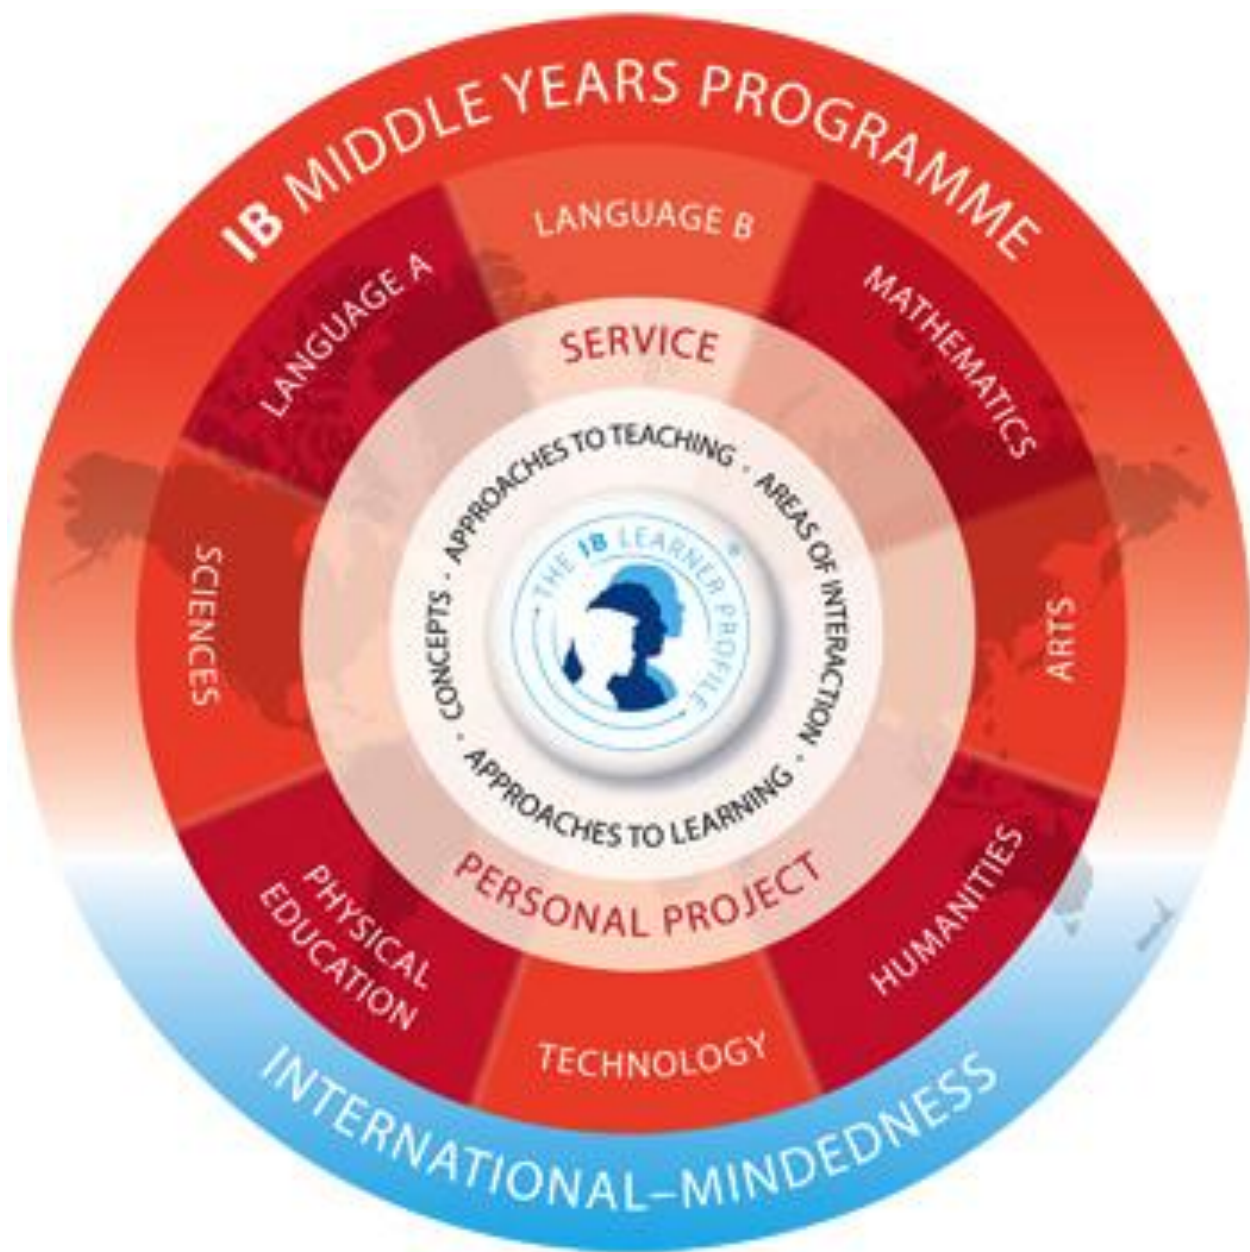 IB MIDDLE YEARS PROGRAMME
LANGUAGE A
LANGUAGE B
MATHEMATICS
SCIENCES
ARTS
PHYSICAL
EDUCATION
TECHNOLOGY
HUMANITIES
SERVICE
PERSONAL PROJECT
CONCEPTS · APPROACHES TO TEACHING · AREAS OF INTERACTION ·
APPROACHES TO LEARNING ·
THE IB LEARNER PROFILE
INTERNATIONAL–MINDEDNESS